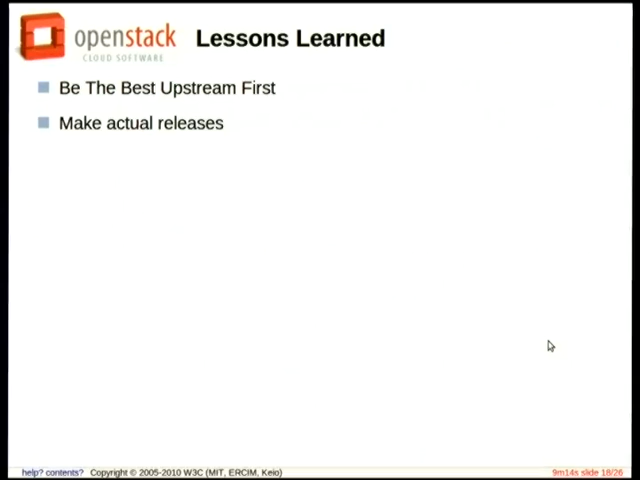 openstack
CLOUD SOFTWARE
Lessons Learned
Be The Best Upstream First
Make actual releases
help? contents? Copyright © 2005-2010 W3C (MIT, ERCIM, Keio)
9m14s slide 18/26